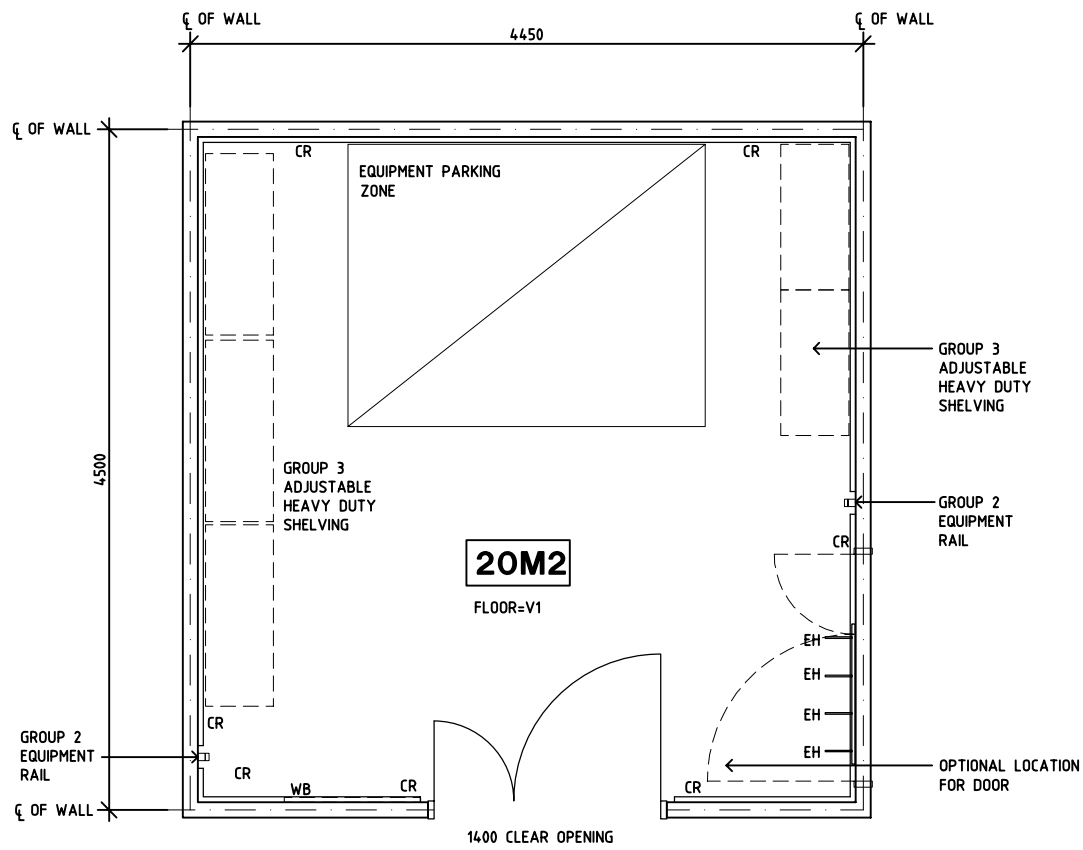 ℄ OF WALL
℄ OF WALL
4450
℄ OF WALL
CR
CR
EQUIPMENT PARKING
ZONE
GROUP 3
ADJUSTABLE
HEAVY DUTY
SHELVING
4500
GROUP 3
ADJUSTABLE
HEAVY DUTY
SHELVING
GROUP 2
EQUIPMENT
RAIL
CR
20M2
FLOOR=V1
EH
EH
EH
EH
CR
GROUP 2
EQUIPMENT
RAIL
CR
WB
CR
CR
OPTIONAL LOCATION
FOR DOOR
℄ OF WALL
1400 CLEAR OPENING